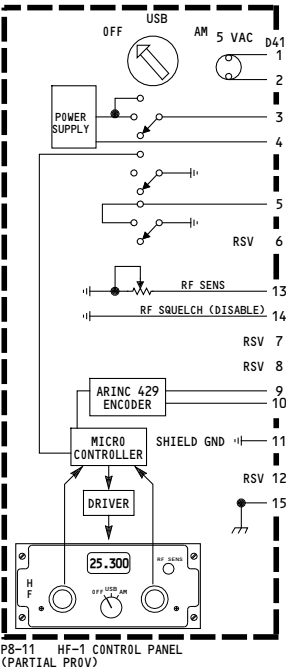 USB
OFF AM 5 VAC D41
1
2
POWER
SUPPLY
3
4
5
RSV 6
RF SENS 13
RF SQUELCH (DISABLE) 14
RSV 7
RSV 8
ARINC 429
ENCODER
9
10
MICRO
CONTROLLER
SHIELD GND 11
RSV 12
DRIVER
15
25.300
RF SENS
H
F
OFF USB AM
P8-11 HF-1 CONTROL PANEL
(PARTIAL PROV)